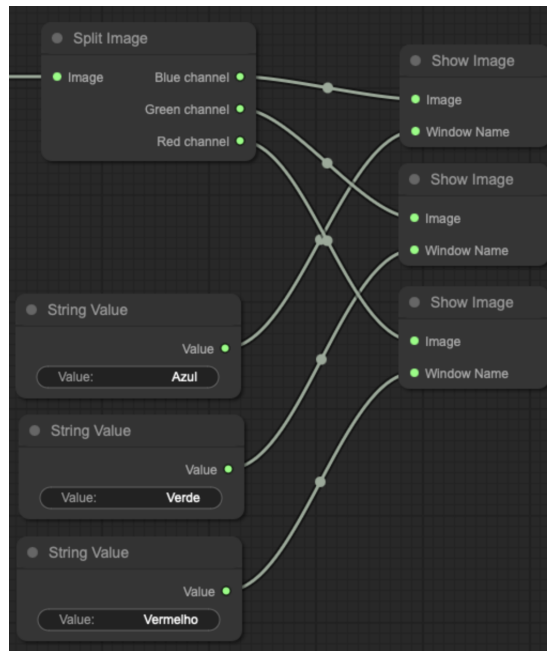 Split Image
Image
Blue channel
Green channel
Red channel
Show Image
Image
Window Name
Show Image
Image
Window Name
Show Image
Image
Window Name
String Value
Value
Value: Azul
String Value
Value
Value: Verde
String Value
Value
Value: Vermelho